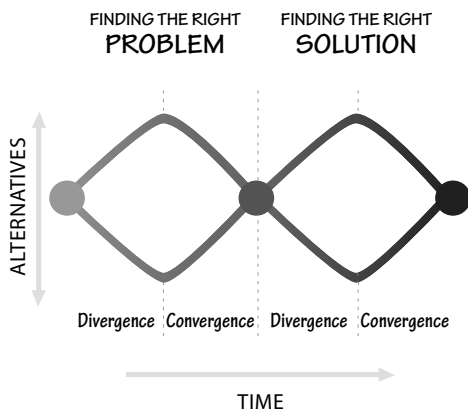 FINDING THE RIGHT
PROBLEM
FINDING THE RIGHT
SOLUTION
ALTERNATIVES
Divergence
Convergence
Divergence
Convergence
TIME